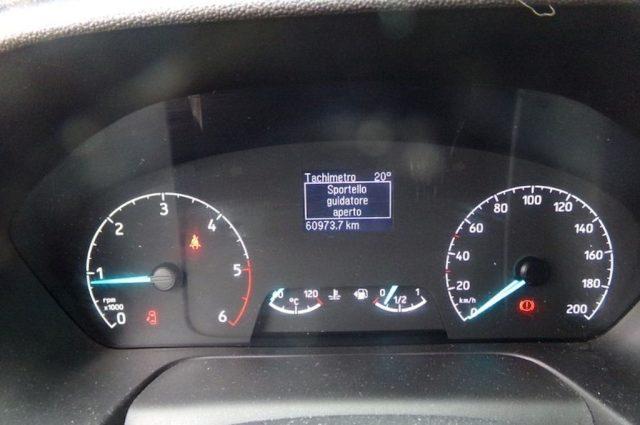 Tachimetro 20°
Sportello
guidatore
aperto
60973.7 km
0 1 2 3 4 5 6
rpm
x1000
120
°C
0 1/2 1
0 20 40 60 80 100 120 140 160 180 200
km/h